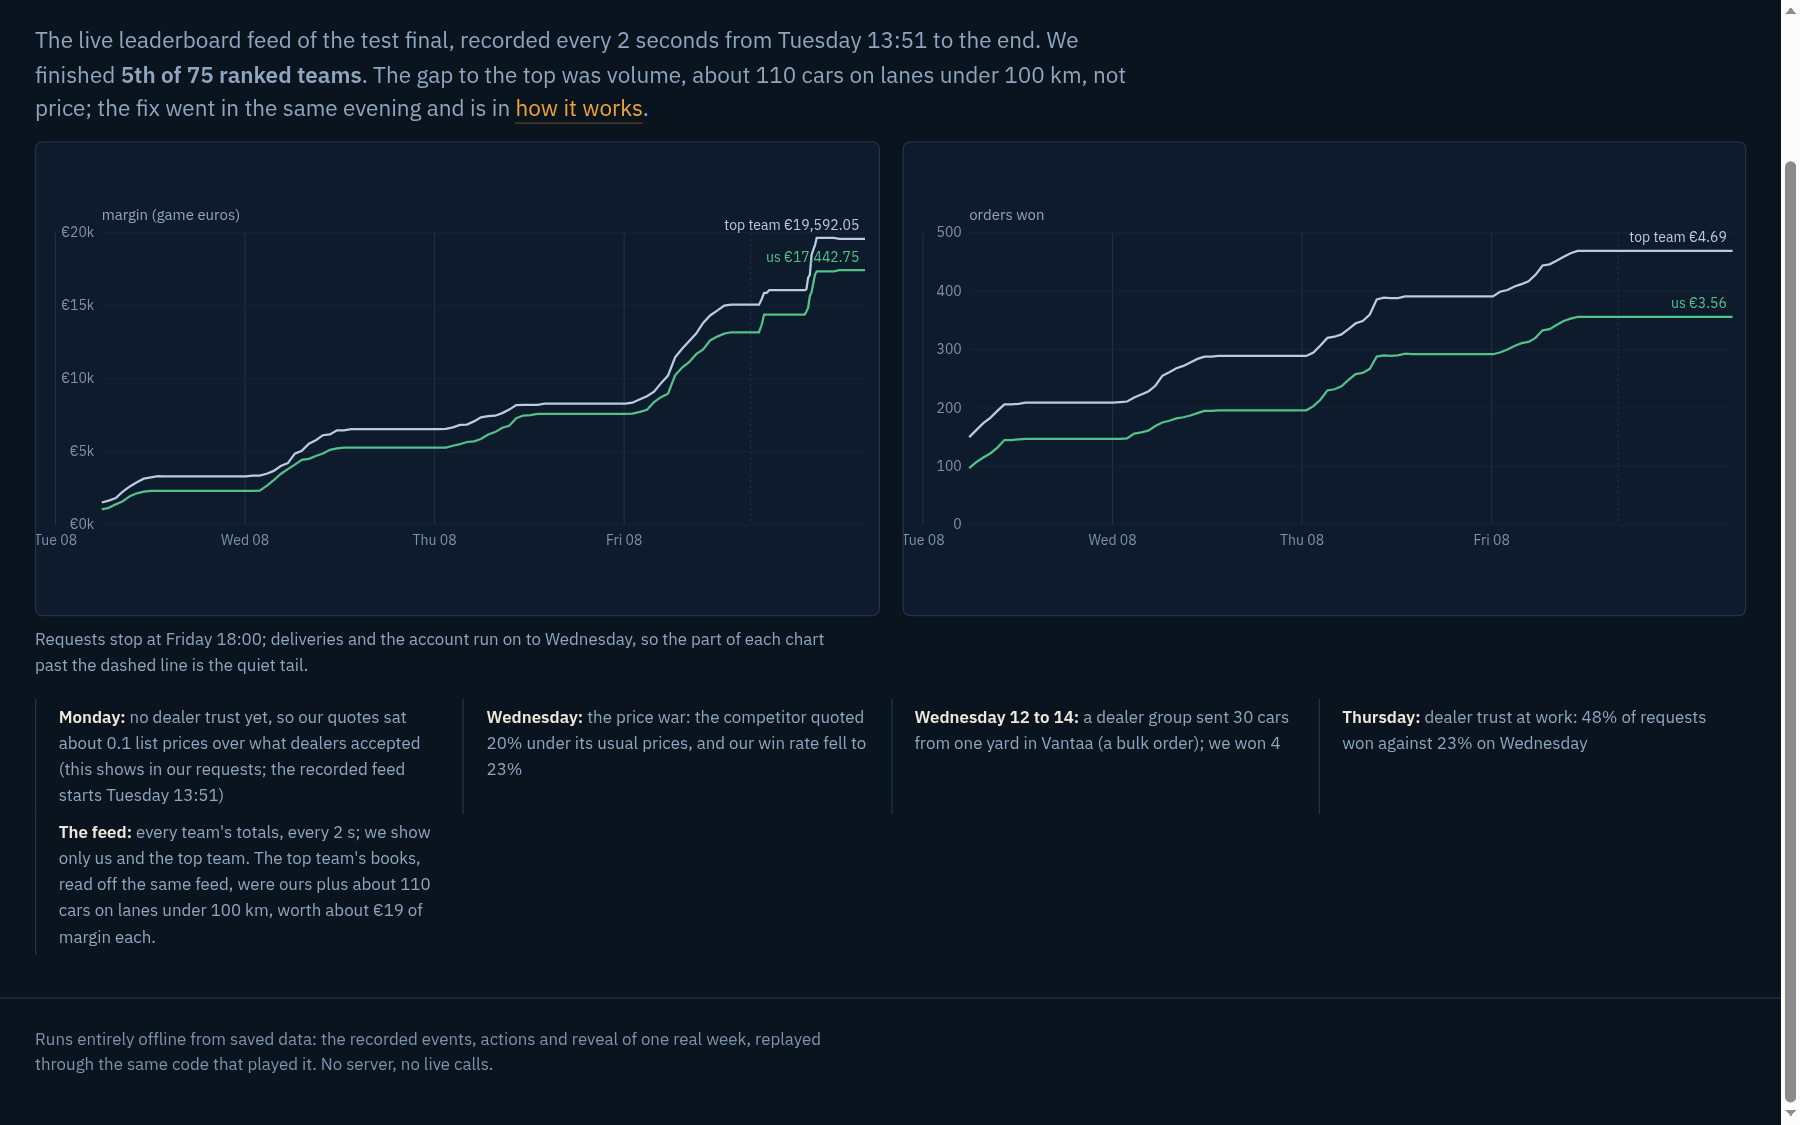 The live leaderboard feed of the test final, recorded every 2 seconds from Tuesday 13:51 to the end. We
finished 5th of 75 ranked teams. The gap to the top was volume, about 110 cars on lanes under 100 km, not
price; the fix went in the same evening and is in how it works.
margin (game euros)
top team €19,592.05
us €17,442.75
€20k
€15k
€10k
€5k
€0k
Tue 08
Wed 08
Thu 08
Fri 08
orders won
top team €4.69
us €3.56
500
400
300
200
100
0
Tue 08
Wed 08
Thu 08
Fri 08
Requests stop at Friday 18:00; deliveries and the account run on to Wednesday, so the part of each chart
past the dashed line is the quiet tail.
Monday: no dealer trust yet, so our quotes sat
about 0.1 list prices over what dealers accepted
(this shows in our requests; the recorded feed
starts Tuesday 13:51)
Wednesday: the price war: the competitor quoted
20% under its usual prices, and our win rate fell to
23%
Wednesday 12 to 14: a dealer group sent 30 cars
from one yard in Vantaa (a bulk order); we won 4
Thursday: dealer trust at work: 48% of requests
won against 23% on Wednesday
The feed: every team's totals, every 2 s; we show
only us and the top team. The top team's books,
read off the same feed, were ours plus about 110
cars on lanes under 100 km, worth about €19 of
margin each.
Runs entirely offline from saved data: the recorded events, actions and reveal of one real week, replayed
through the same code that played it. No server, no live calls.